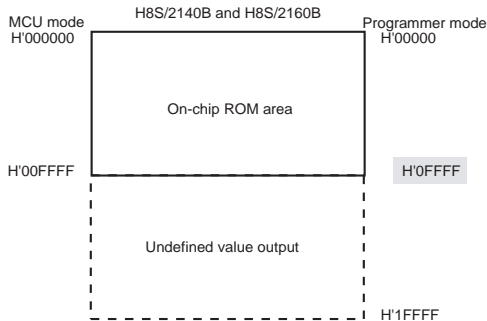 H8S/2140B and H8S/2160B
MCU mode
Programmer mode
H'000000
H'00000
On-chip ROM area
H'00FFFF
H'0FFFF
Undefined value output
H'1FFFF